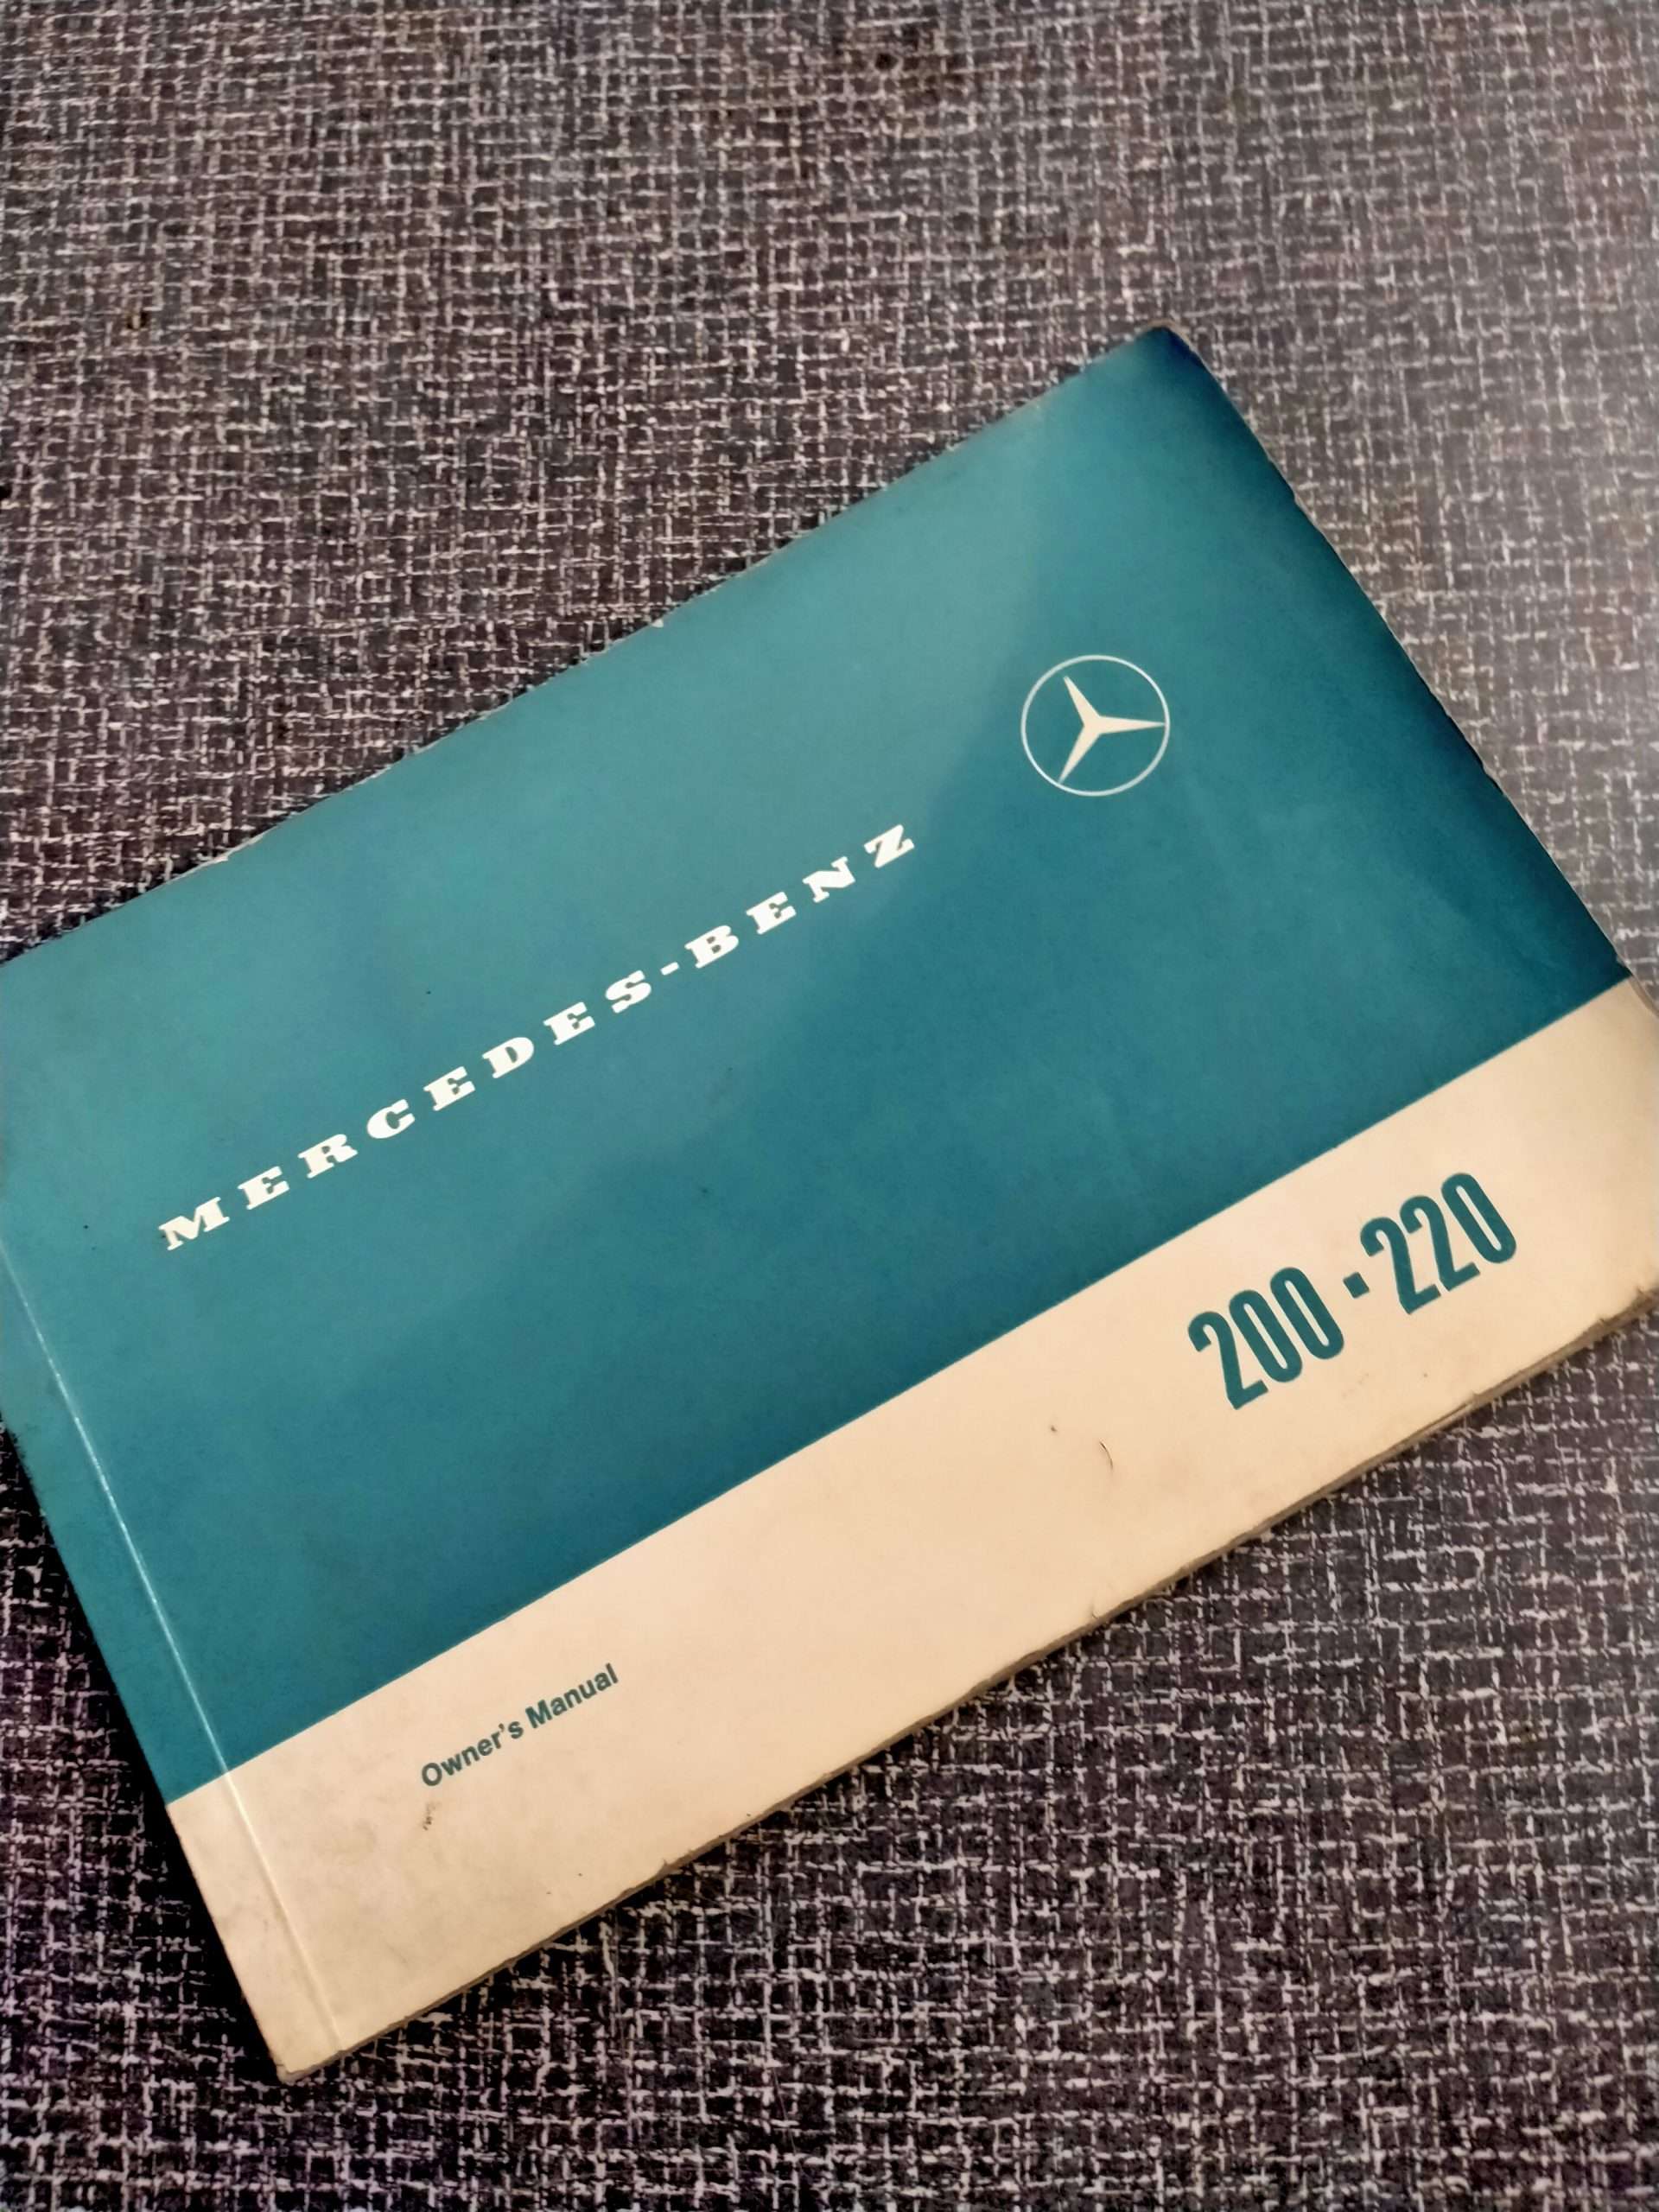 MERCEDES-BENZ
200·220
Owner's Manual